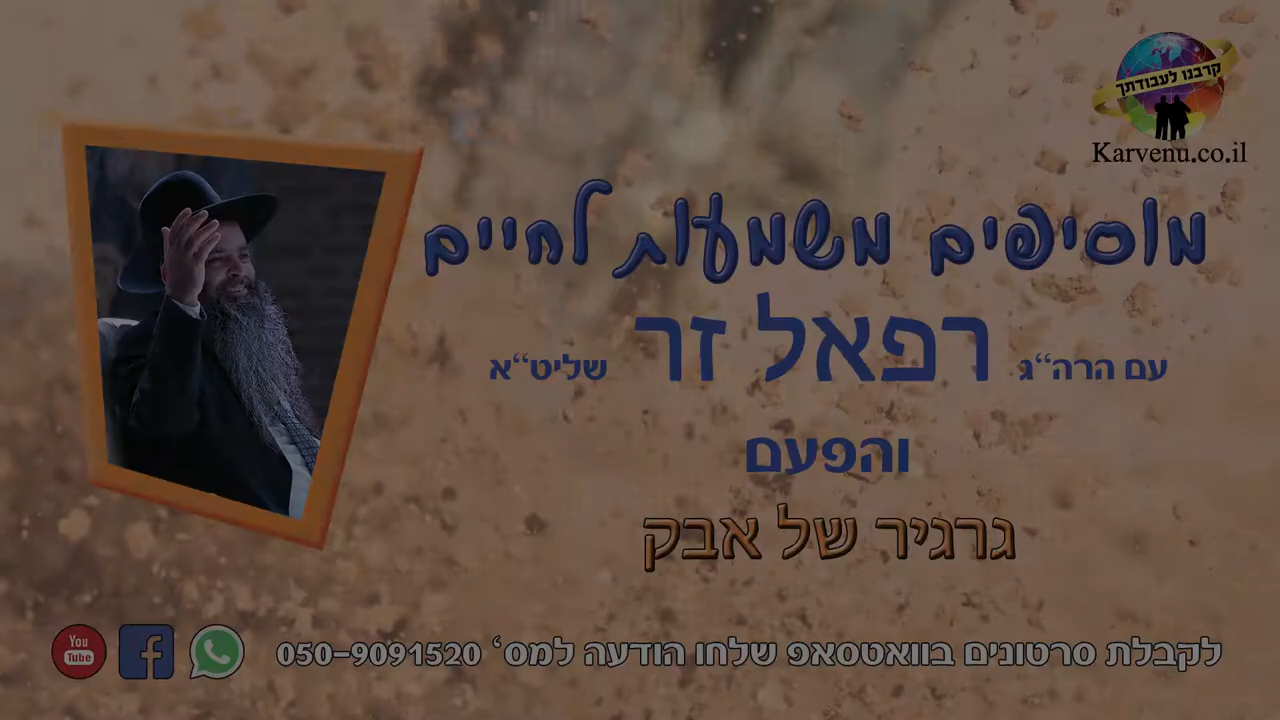 קרבנו לעבודתך
Karvenu.co.il
מוסיפים משמעות לחיים
עם הרה“ג רפאל זר שליט“א
והפעם
גרגיר של אבק
You
Tube
לקבלת סרטונים בוואטסאפ שלחו הודעה למס‘ 050-9091520